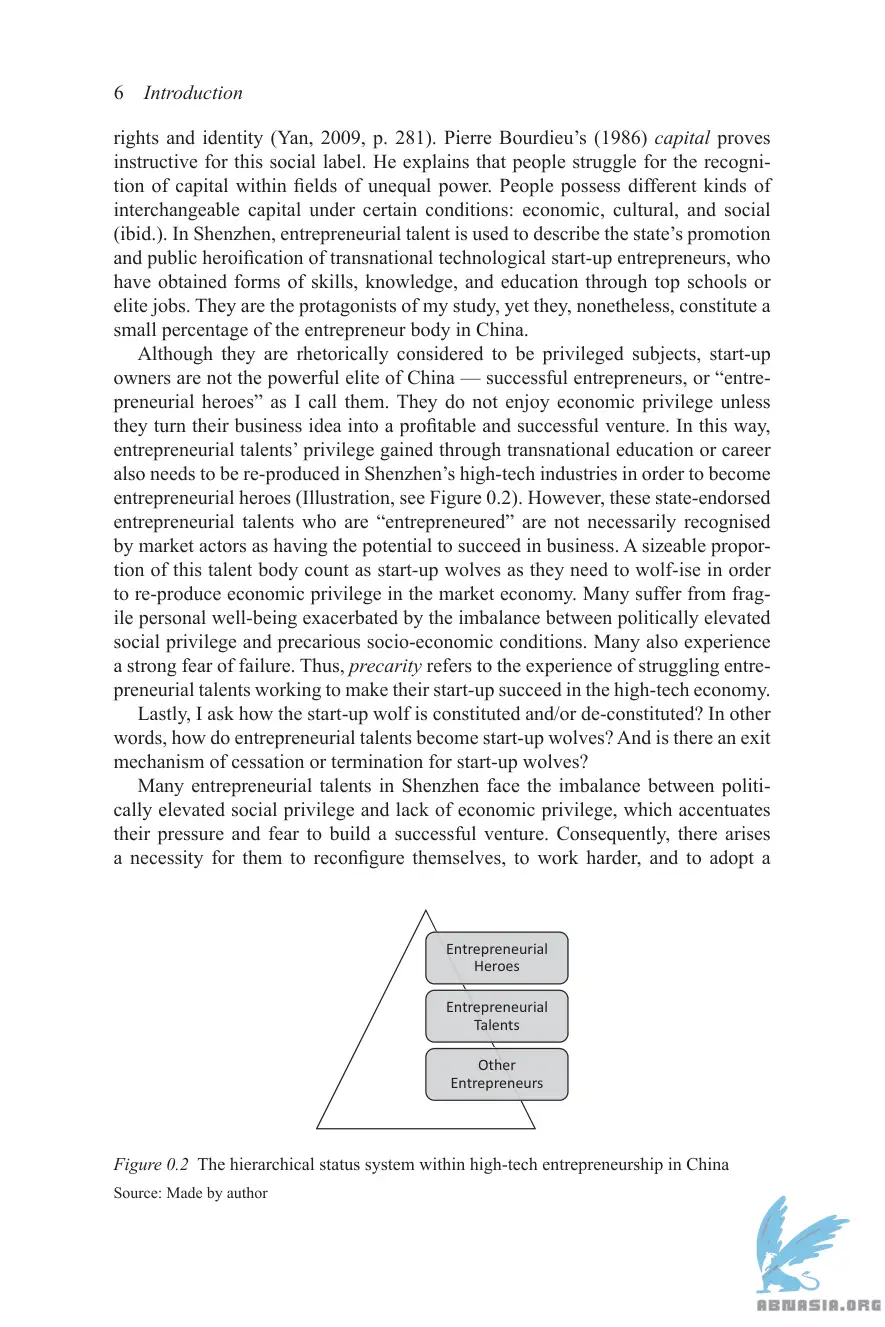 6 Introduction
rights and identity (Yan, 2009, p. 281). Pierre Bourdieu’s (1986) capital proves
instructive for this social label. He explains that people struggle for the recogni-
tion of capital within fields of unequal power. People possess different kinds of
interchangeable capital under certain conditions: economic, cultural, and social
(ibid.). In Shenzhen, entrepreneurial talent is used to describe the state’s promotion
and public heroification of transnational technological start-up entrepreneurs, who
have obtained forms of skills, knowledge, and education through top schools or
elite jobs. They are the protagonists of my study, yet they, nonetheless, constitute a
small percentage of the entrepreneur body in China.
Although they are rhetorically considered to be privileged subjects, start-up
owners are not the powerful elite of China — successful entrepreneurs, or “entre-
preneurial heroes” as I call them. They do not enjoy economic privilege unless
they turn their business idea into a profitable and successful venture. In this way,
entrepreneurial talents’ privilege gained through transnational education or career
also needs to be re-produced in Shenzhen’s high-tech industries in order to become
entrepreneurial heroes (Illustration, see Figure 0.2). However, these state-endorsed
entrepreneurial talents who are “entrepreneured” are not necessarily recognised
by market actors as having the potential to succeed in business. A sizeable propor-
tion of this talent body count as start-up wolves as they need to wolf-ise in order
to re-produce economic privilege in the market economy. Many suffer from frag-
ile personal well-being exacerbated by the imbalance between politically elevated
social privilege and precarious socio-economic conditions. Many also experience
a strong fear of failure. Thus, precarity refers to the experience of struggling entre-
preneurial talents working to make their start-up succeed in the high-tech economy.
Lastly, I ask how the start-up wolf is constituted and/or de-constituted? In other
words, how do entrepreneurial talents become start-up wolves? And is there an exit
mechanism of cessation or termination for start-up wolves?
Many entrepreneurial talents in Shenzhen face the imbalance between politi-
cally elevated social privilege and lack of economic privilege, which accentuates
their pressure and fear to build a successful venture. Consequently, there arises
a necessity for them to reconfigure themselves, to work harder, and to adopt a
Entrepreneurial
Heroes
Entrepreneurial
Talents
Other
Entrepreneurs
Figure 0.2 The hierarchical status system within high-tech entrepreneurship in China
Source: Made by author
ABNASIA.ORG